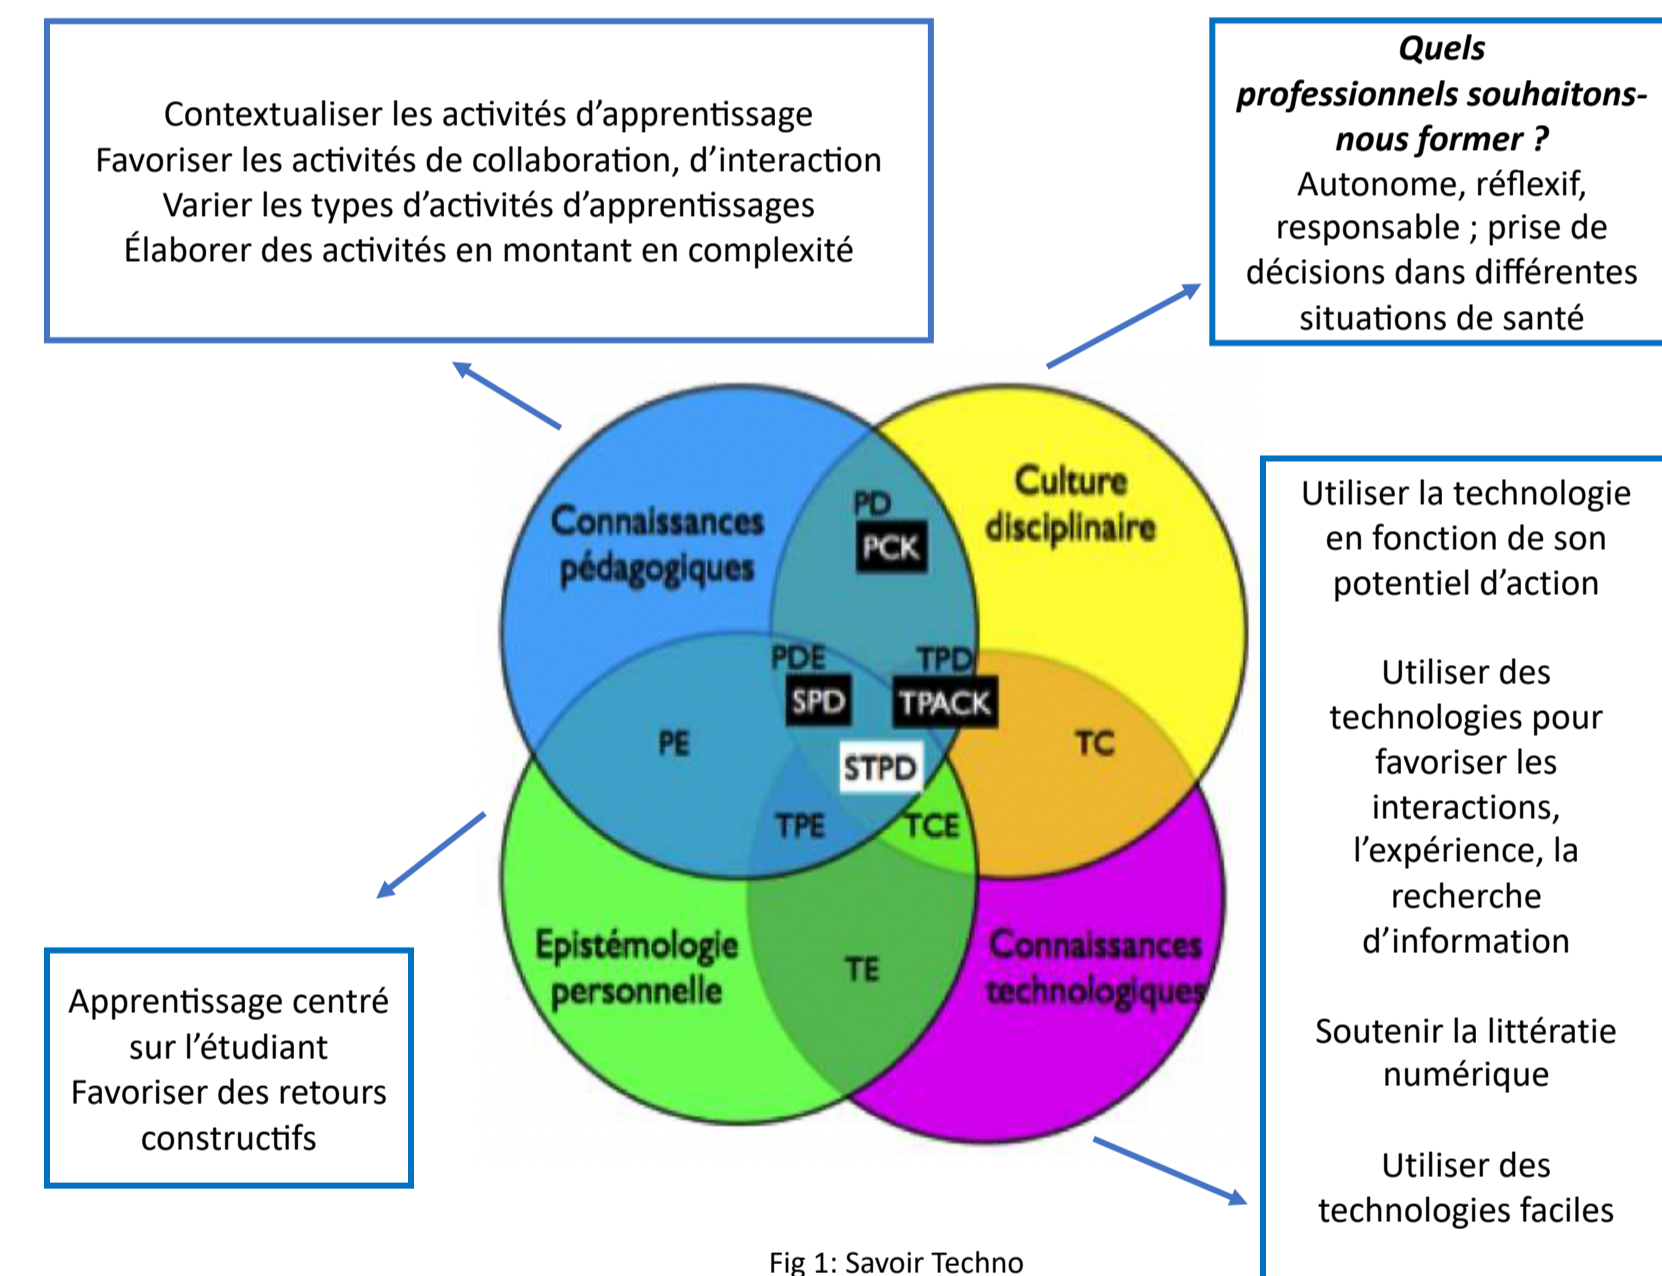 Contextualiser les activités d’apprentissage
Favoriser les activités de collaboration, d’interaction
Varier les types d’activités d’apprentissages
Élaborer des activités en montant en complexité
Quels
professionnels souhaitons-
nous former ?
Autonome, réflexif,
responsable ; prise de
décisions dans différentes
situations de santé
Connaissances
pédagogiques
PD
PCK
Culture
disciplinaire
PDE
SPD
TPD
TPACK
PE
STPD
TC
TPE
TCE
Epistémologie
personnelle
TE
Connaissances
technologiques
Utiliser la technologie
en fonction de son
potentiel d’action
Utiliser des
technologies pour
favoriser les
interactions,
l’expérience, la
recherche
d’information
Soutenir la littératie
numérique
Utiliser des
technologies faciles
Apprentissage centré
sur l’étudiant
Favoriser des retours
constructifs
Fig 1: Savoir Techno